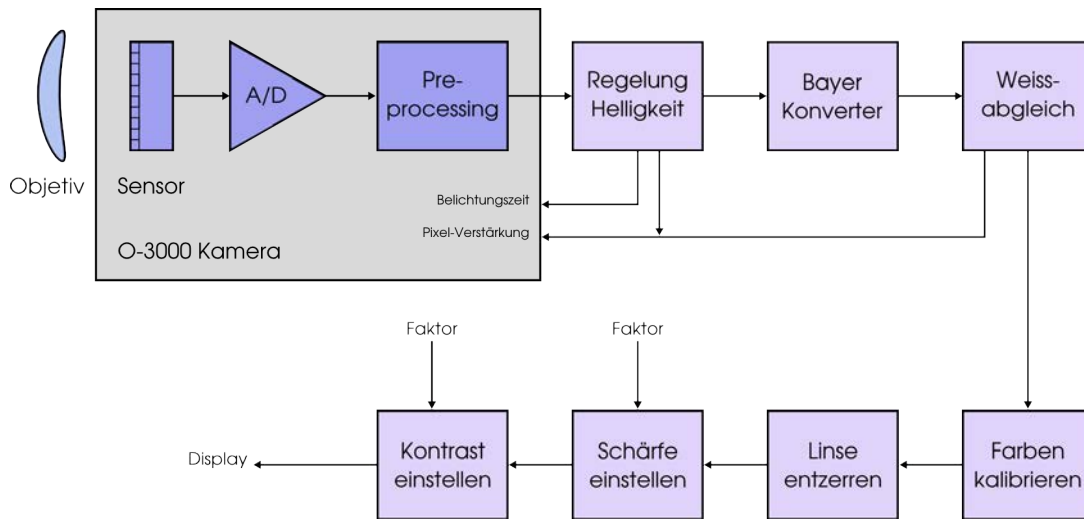 A/D
Pre-
processing
Regelung
Helligkeit
Bayer
Konverter
Weiss-
abgleich
Objetiv
Sensor
Belichtungszeit
Pixel-Verstärkung
O-3000 Kamera
Faktor
Faktor
Display
Kontrast
einstellen
Schärfe
einstellen
Linse
entzerren
Farben
kalibrieren